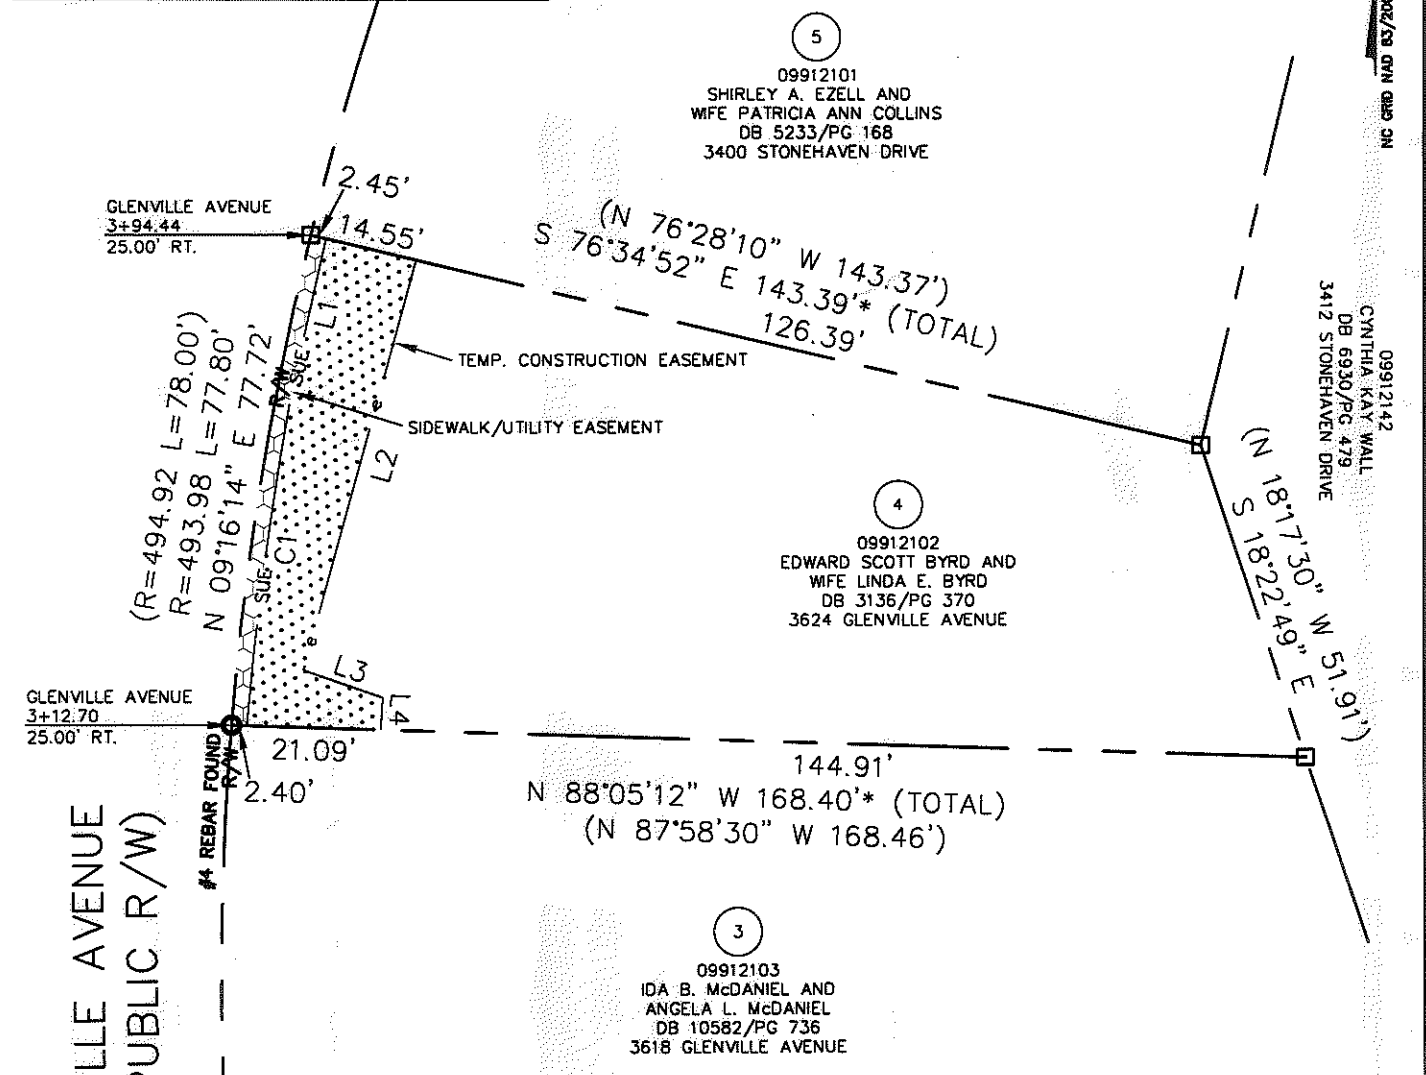 5
09912101
SHIRLEY A. EZELL AND
WIFE PATRICIA ANN COLLINS
DB 5233/PG 168
3400 STONEHAVEN DRIVE
NC GRID NAD 83/
2.45'
14.55'
GLENVILLE AVENUE
3+94.44
25.00' RT.
(N 76°28'10" W 143.37')
S 76°34'52" E 143.39'* (TOTAL)
126.39'
L1
SUE
R/W
TEMP. CONSTRUCTION EASEMENT
SIDEWALK/UTILITY EASEMENT
e
L2
(R=494.92 L=78.00')
R=493.98 L=77.80'
N 09°16'14" E 77.72'
C1
SUE
e
L3
L4
09912142
CYNTHIA KAY WALL
DB 6930/PG 479
3412 STONEHAVEN DRIVE
(N 18°17'30" W 51.91')
S 18°22'49" E
4
09912102
EDWARD SCOTT BYRD AND
WIFE LINDA E. BYRD
DB 3136/PG 370
3624 GLENVILLE AVENUE
GLENVILLE AVENUE
3+12.70
25.00' RT.
21.09'
2.40'
#4 REBAR FOUND
R/W
144.91'
N 88°05'12" W 168.40'* (TOTAL)
(N 87°58'30" W 168.46')
LLE AVENUE
PUBLIC R/W)
3
09912103
IDA B. McDANIEL AND
ANGELA L. McDANIEL
DB 10582/PG 736
3618 GLENVILLE AVENUE